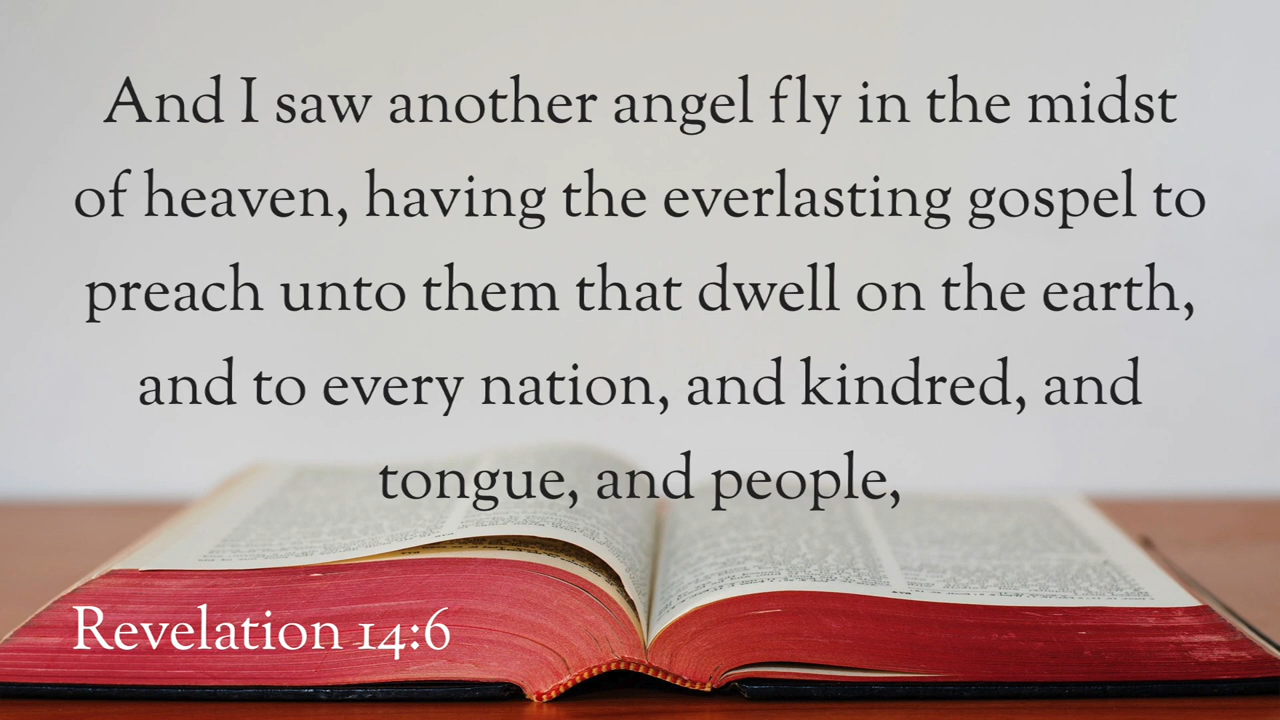 And I saw another angel fly in the midst
of heaven, having the everlasting gospel to
preach unto them that dwell on the earth,
and to every nation, and kindred, and
tongue, and people,
Revelation 14:6